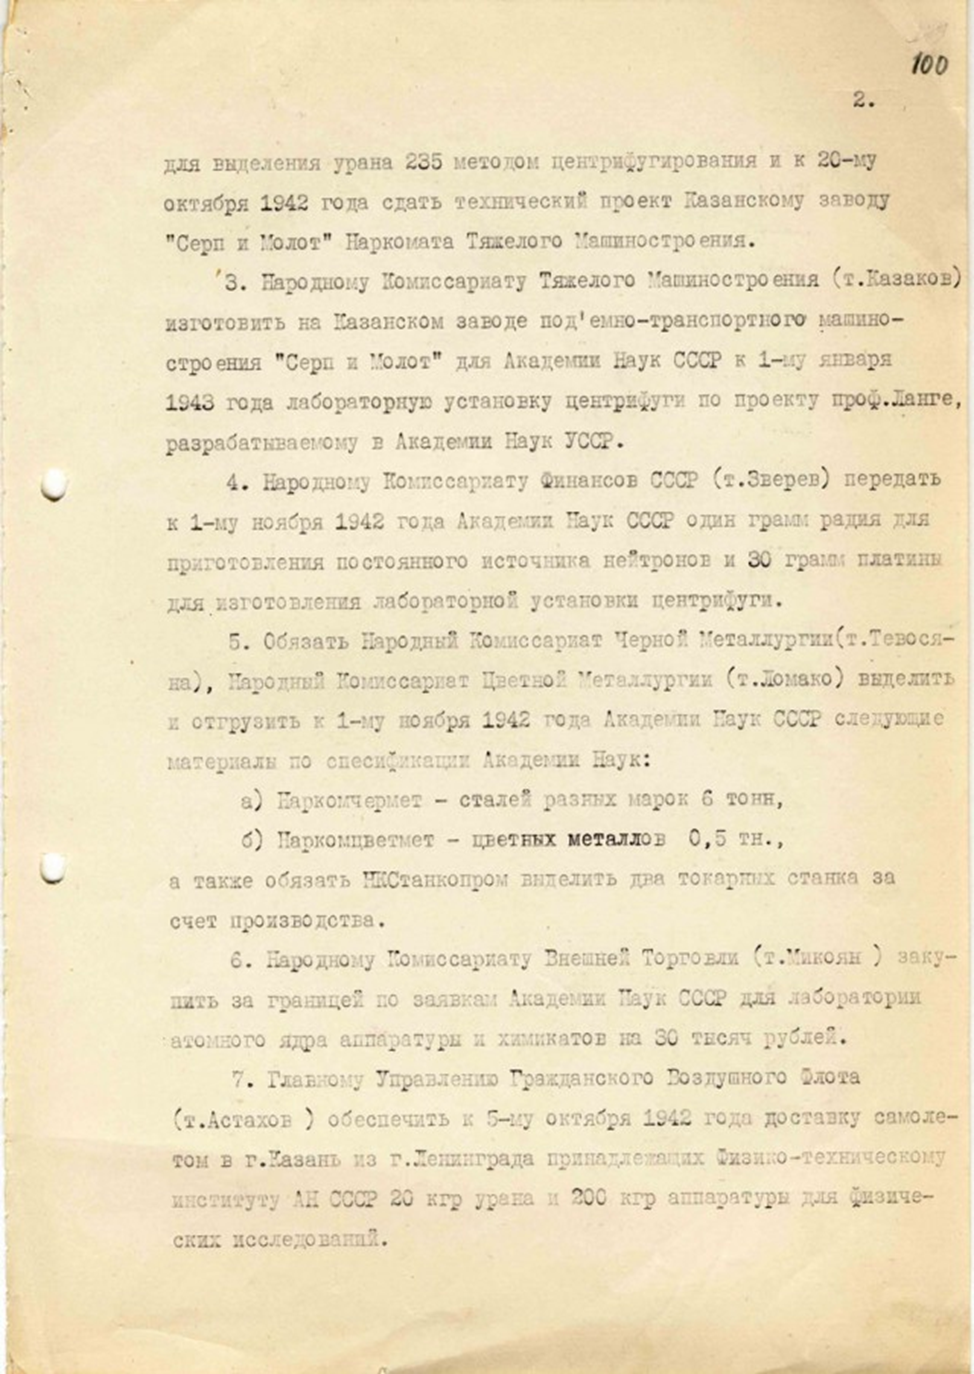 100
2.
для выделения урана 235 методом центрифугирования и к 20-му
октября 1942 года сдать технический проект Казанскому заводу
"Серп и Молот" Наркомата Тяжелого Машиностроения.
3. Народному Комиссариату Тяжелого Машиностроения (т.Казаков)
изготовить на Казанском заводе под'емно-транспортного машино-
строения "Серп и Молот" для Академии Наук СССР к 1-му января
1943 года лабораторную установку центрифуги по проекту проф.Ланге,
разрабатываемому в Академии Наук УССР.
4. Народному Комиссариату Финансов СССР (т.Зверев) передать
к 1-му ноября 1942 года Академии Наук СССР один грамм радия для
приготовления постоянного источника нейтронов и 30 грамм платины
для изготовления лабораторной установки центрифуги.
5. Обязать Народный Комиссариат Черной Металлургии(т.Тевося-
на), Народный Комиссариат Цветной Металлургии (т.Ломако) выделить
и отгрузить к 1-му ноября 1942 года Академии Наук СССР следующие
материалы по спесификации Академии Наук:
а) Наркомчермет - сталей разных марок 6 тонн,
б) Наркомцветмет - цветных металлов 0,5 тн.,
а также обязать НКСтанкопром выделить два токарных станка за
счет производства.
6. Народному Комиссариату Внешней Торговли (т.Микоян ) заку-
пить за границей по заявкам Академии Наук СССР для лаборатории
атомного ядра аппаратуры и химикатов на 30 тысяч рублей.
7. Главному Управлению Гражданского Воздушного Флота
(т.Астахов ) обеспечить к 5-му октября 1942 года доставку самоле-
том в г.Казань из г.Ленинграда принадлежащих Физико-техническому
институту АН СССР 20 кгр урана и 200 кгр аппаратуры для физиче-
ских исследований.